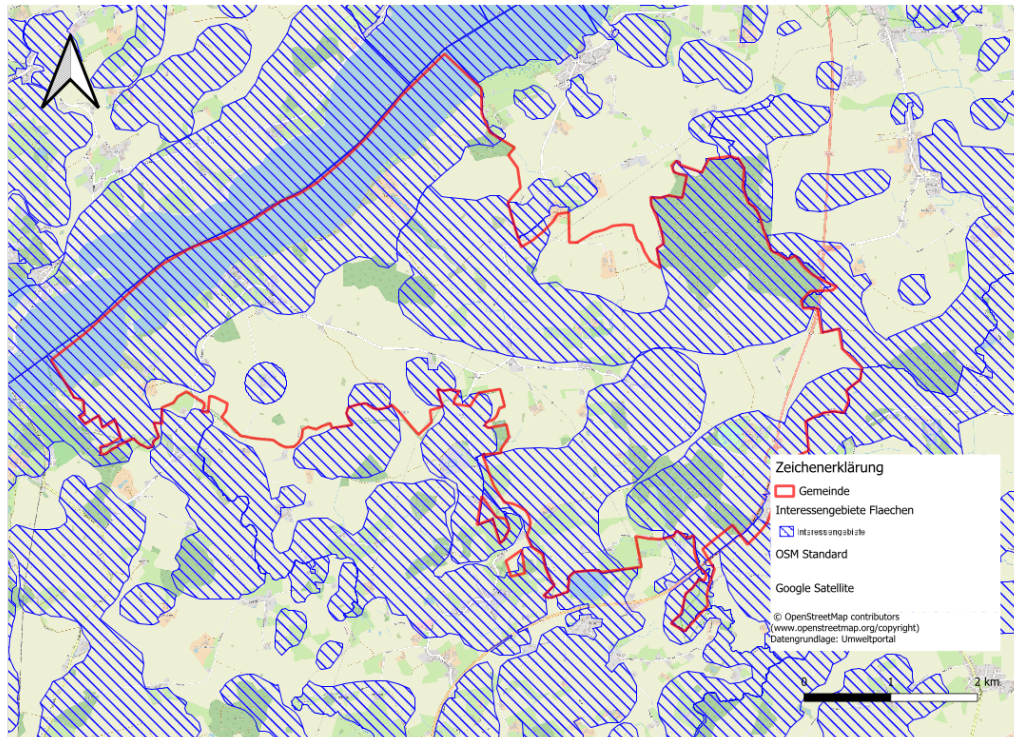 Zeichenerklärung
Gemeinde
Interessengebiete Flaechen
Interessengebiete
OSM Standard
Google Satellite
© OpenStreetMap contributors
(www.openstreetmap.org/copyright)
Datengrundlage: Umweltportal
0 1 2 km